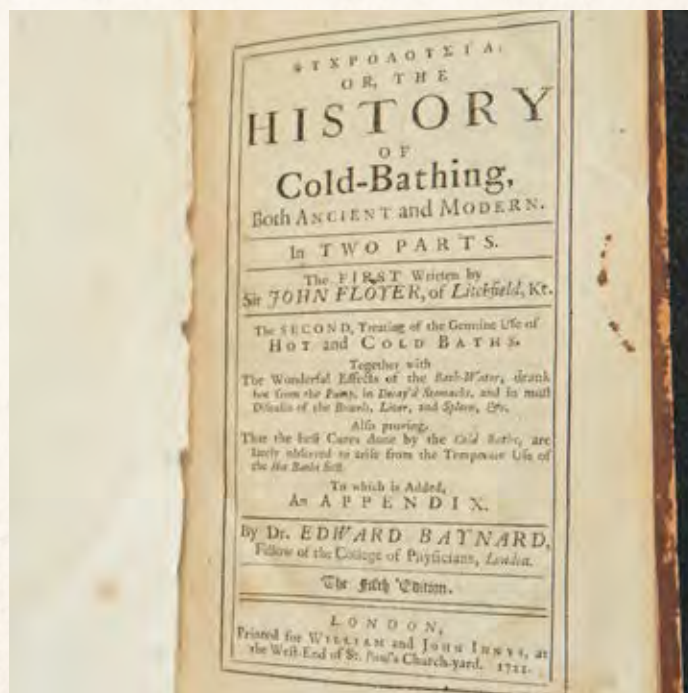 ΨΥΧΡΟΛΟΥΣΙΑ:
OR, THE
HISTORY
OF
Cold-Bathing,
Both ANCIENT and MODERN.
In TWO PARTS.
The FIRST Written by
Sir JOHN FLOYER, of Litchfield, Kt.
The SECOND, Treating of the Genuine Uſe of
HOT and COLD BATHS.
Together with
The Wonderful Effects of the Bath-Water, drank
hot from the Pump, in Decay'd Stomachs, and in moſt
Diſeaſes of the Bowels, Liver, and Spleen, &c.
Alſo proving,
That the beſt Cures done by the Cold Baths, are
lately obſerved to ariſe from the Temperate Uſe of
the Hot Baths firſt.
To which is Added,
An APPENDIX.
By Dr. EDWARD BAYNARD,
Fellow of the College of Phyſicians, London.
The Fifth Edition.
LONDON,
Printed for WILLIAM and JOHN INNYS, at
the Weſt-End of St. Paul's Church-yard.